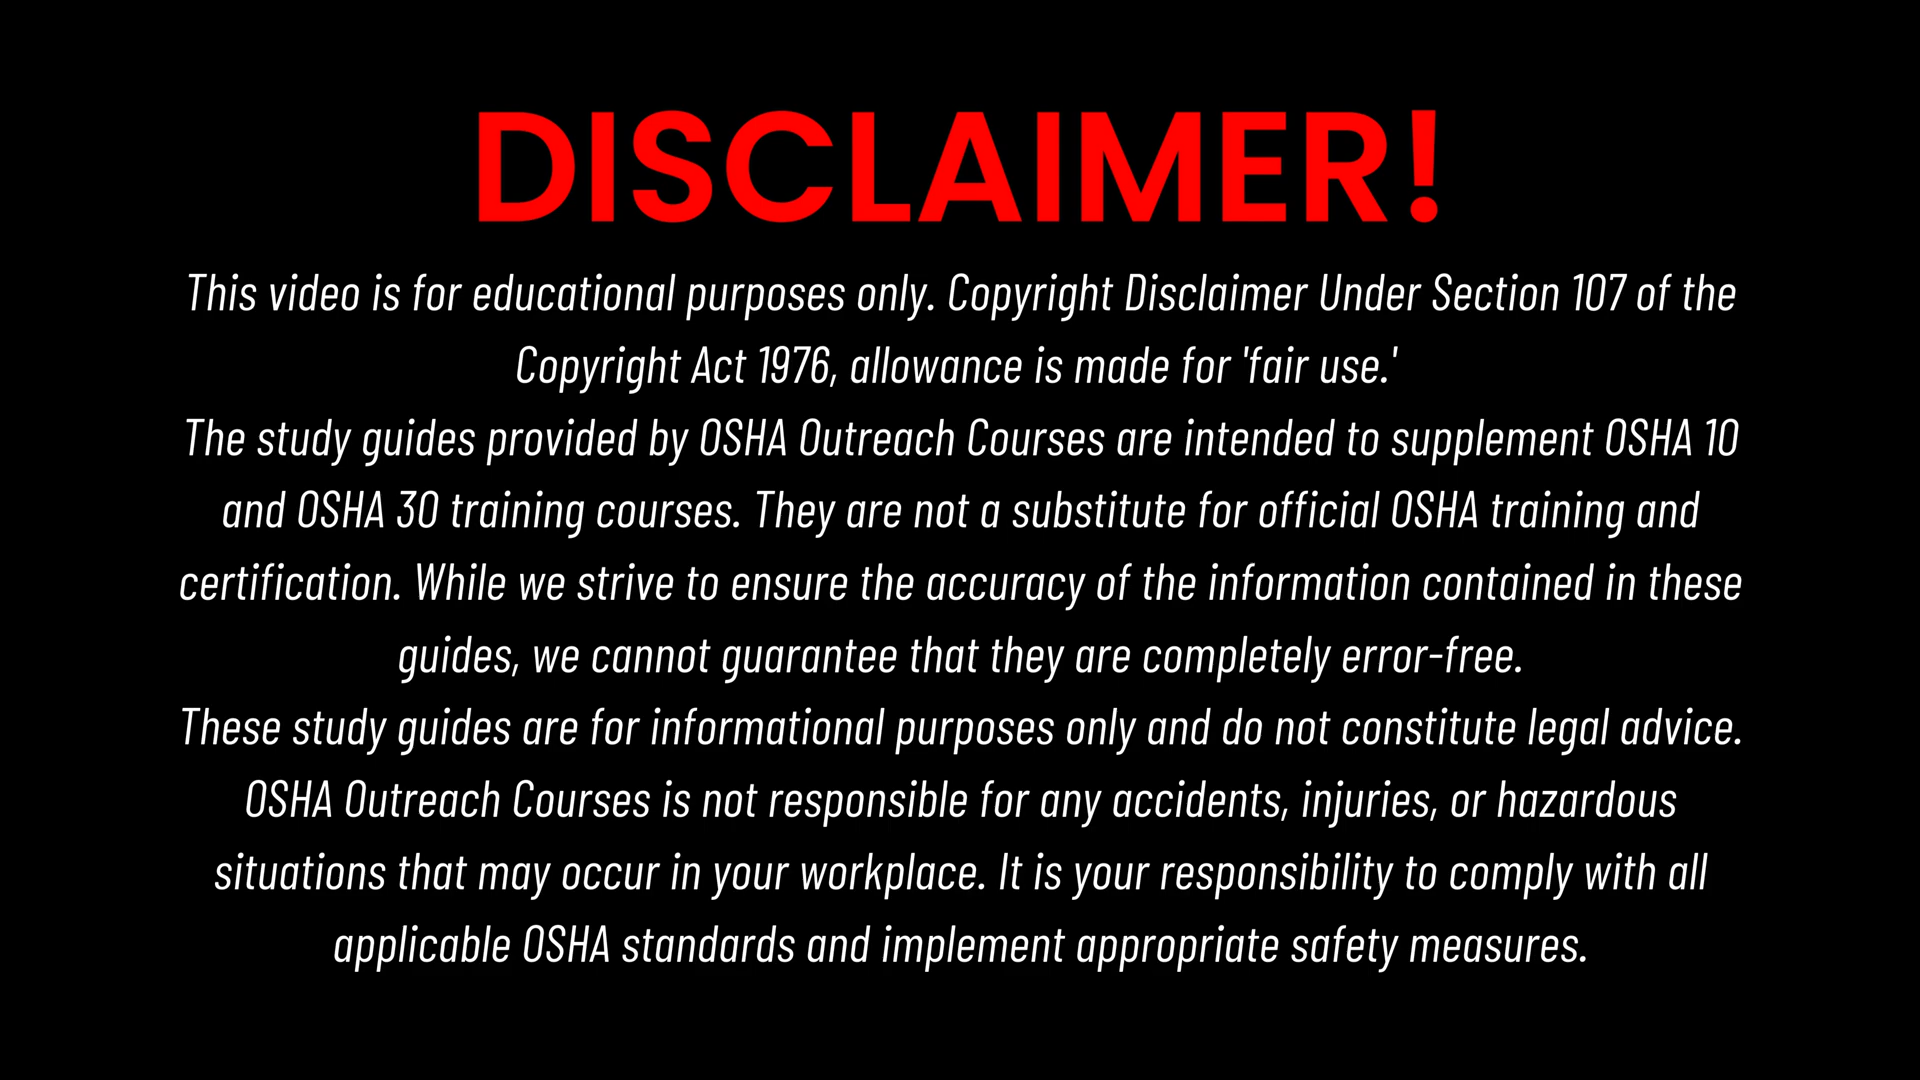 DISCLAIMER!
This video is for educational purposes only. Copyright Disclaimer Under Section 107 of the
Copyright Act 1976, allowance is made for 'fair use.'
The study guides provided by OSHA Outreach Courses are intended to supplement OSHA 10
and OSHA 30 training courses. They are not a substitute for official OSHA training and
certification. While we strive to ensure the accuracy of the information contained in these
guides, we cannot guarantee that they are completely error-free.
These study guides are for informational purposes only and do not constitute legal advice.
OSHA Outreach Courses is not responsible for any accidents, injuries, or hazardous
situations that may occur in your workplace. It is your responsibility to comply with all
applicable OSHA standards and implement appropriate safety measures.